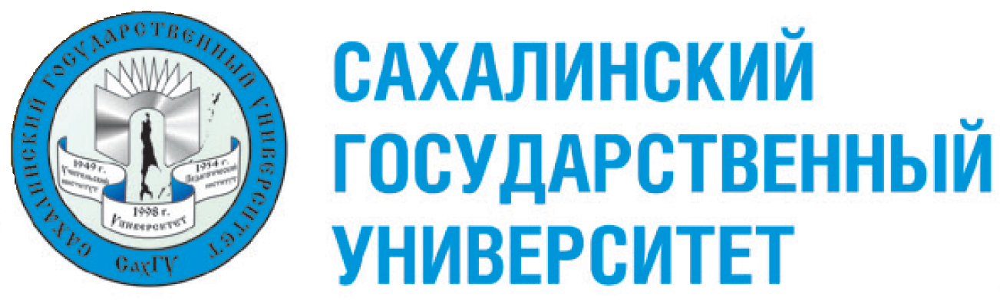 САХАЛИНСКИЙ ГОСУДАРСТВЕННЫЙ УНИВЕРСИТЕТ
СахГУ
1949 г.
Учительский
институт
1954 г.
Педагогический
институт
1998 г.
Университет
САХАЛИНСКИЙ
ГОСУДАРСТВЕННЫЙ
УНИВЕРСИТЕТ